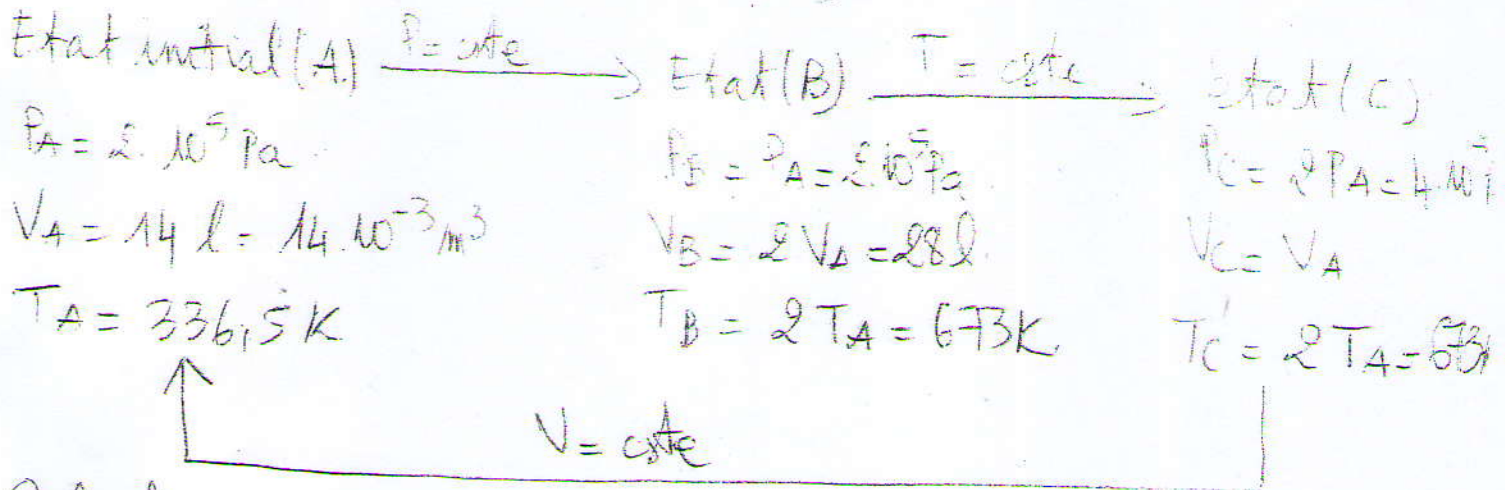 Etat initial (A) P = cste Etat (B) T = cste Etat (C)
PA = 2. 10^5 Pa PB = PA = 2.10^5 Pa PC = 2PA = 4.10^5
VA = 14 l = 14.10^-3 m^3 VB = 2VA = 28l VC = VA
TA = 336,5 K TB = 2TA = 673K TC = 2TA = 673
V = cste